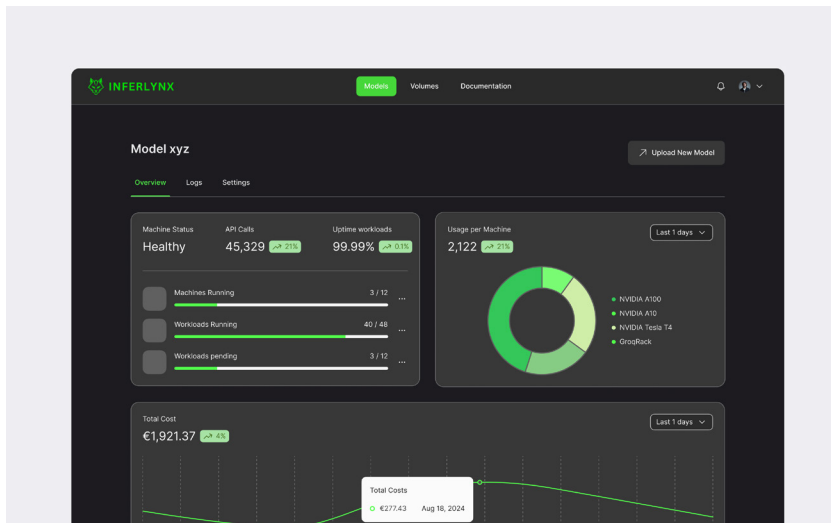 INFERLYNX
Models Volumes Documentation
Model xyz
Upload New Model
Overview Logs Settings
Machine Status API Calls Uptime workloads
Healthy 45,329 21% 99.99% 0.1%
Machines Running 3 / 12
Workloads Running 40 / 48
Workloads pending 3 / 12
Usage per Machine
2,122 21%
Last 1 days
NVIDIA A100
NVIDIA A10
NVIDIA Tesla T4
GroqRack
Total Cost
€1,921.37 4%
Last 1 days
Total Costs
€277.43 Aug 18, 2024